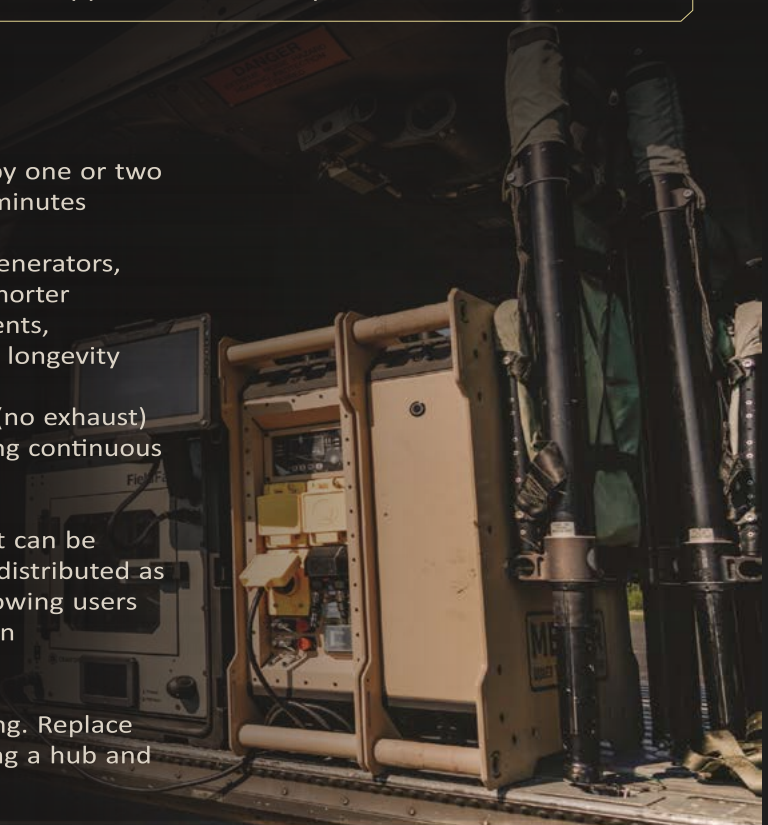 by one or two
minutes
enerators,
horter
ents,
longevity
(no exhaust)
ng continuous
t can be
distributed as
owing users
n
ng. Replace
ng a hub and
DANGER